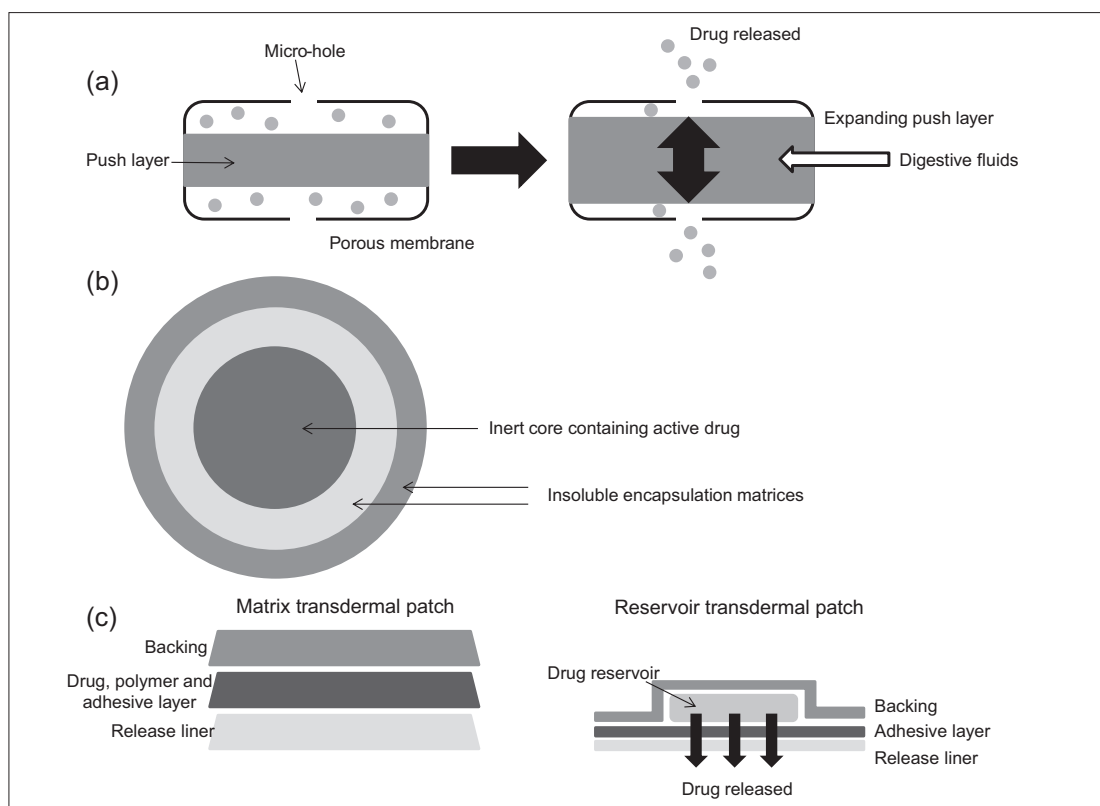 (a)
Micro-hole
Push layer
Porous membrane
Drug released
Expanding push layer
Digestive fluids
(b)
Inert core containing active drug
Insoluble encapsulation matrices
(c)
Matrix transdermal patch
Backing
Drug, polymer and
adhesive layer
Release liner
Reservoir transdermal patch
Drug reservoir
Backing
Adhesive layer
Release liner
Drug released